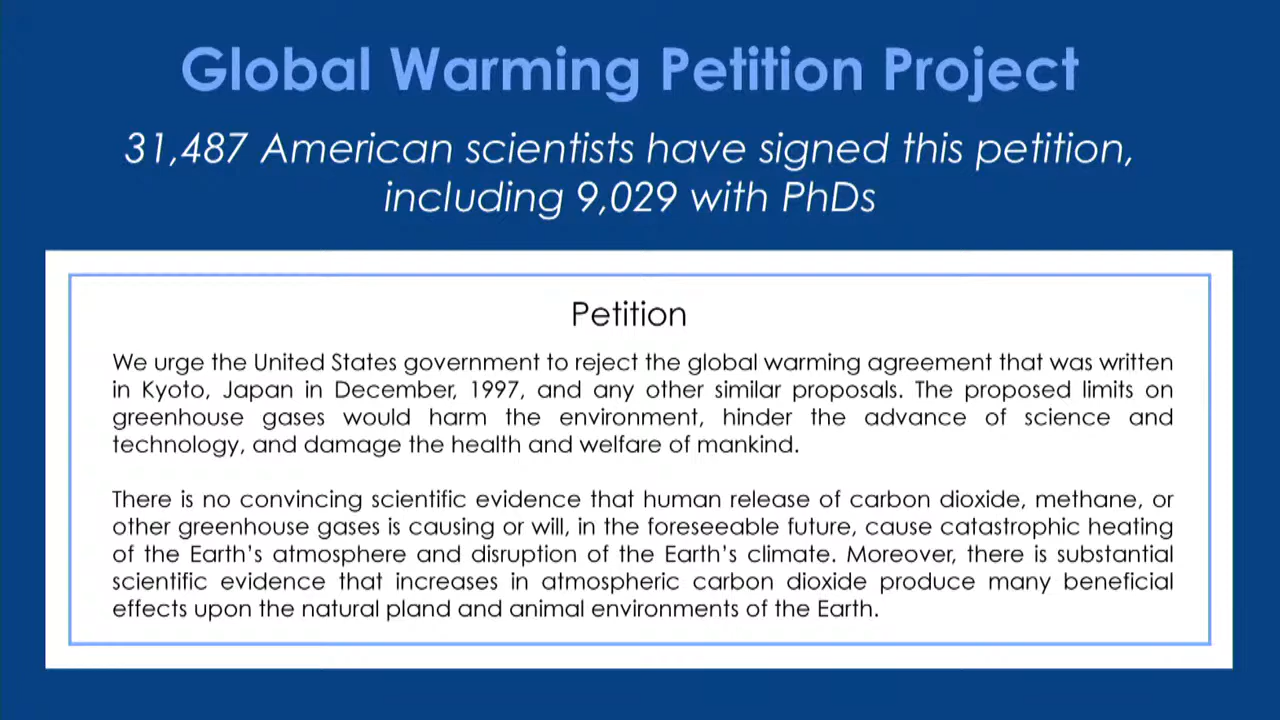 Global Warming Petition Project
31,487 American scientists have signed this petition,
including 9,029 with PhDs
Petition
We urge the United States government to reject the global warming agreement that was written
in Kyoto, Japan in December, 1997, and any other similar proposals. The proposed limits on
greenhouse gases would harm the environment, hinder the advance of science and
technology, and damage the health and welfare of mankind.
There is no convincing scientific evidence that human release of carbon dioxide, methane, or
other greenhouse gases is causing or will, in the foreseeable future, cause catastrophic heating
of the Earth's atmosphere and disruption of the Earth's climate. Moreover, there is substantial
scientific evidence that increases in atmospheric carbon dioxide produce many beneficial
effects upon the natural pland and animal environments of the Earth.